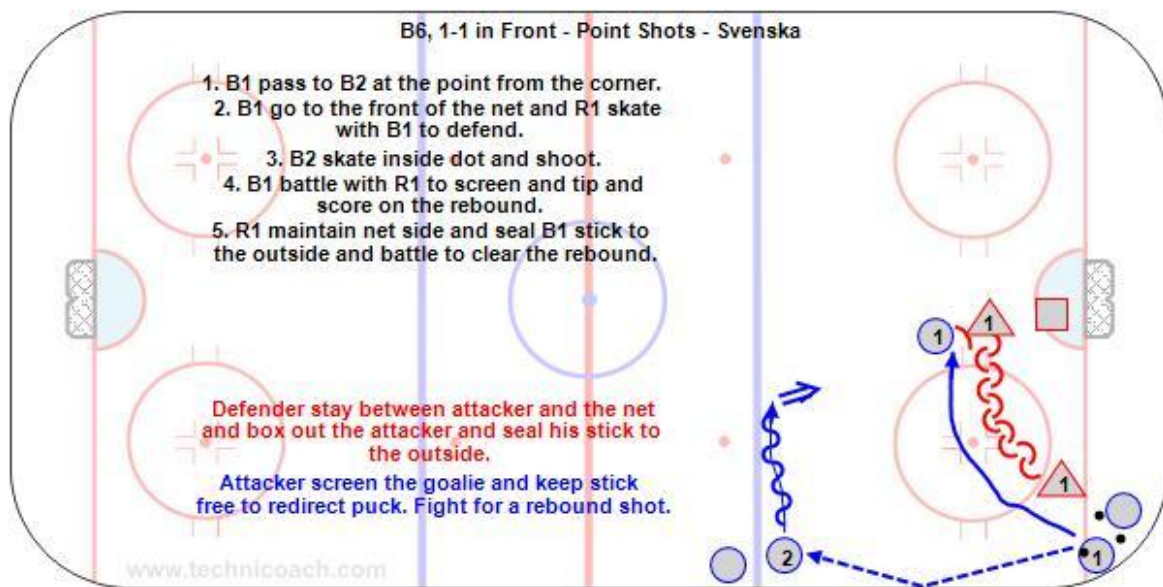 B6, 1-1 in Front - Point Shots - Svenska
1. B1 pass to B2 at the point from the corner.
2. B1 go to the front of the net and R1 skate
with B1 to defend.
3. B2 skate inside dot and shoot.
4. B1 battle with R1 to screen and tip and
score on the rebound.
5. R1 maintain net side and seal B1 stick to
the outside and battle to clear the rebound.
1
1
Defender stay between attacker and the net
and box out the attacker and seal his stick to
the outside.
Attacker screen the goalie and keep stick
free to redirect puck. Fight for a rebound shot.
1
2
1
www.technicoach.com